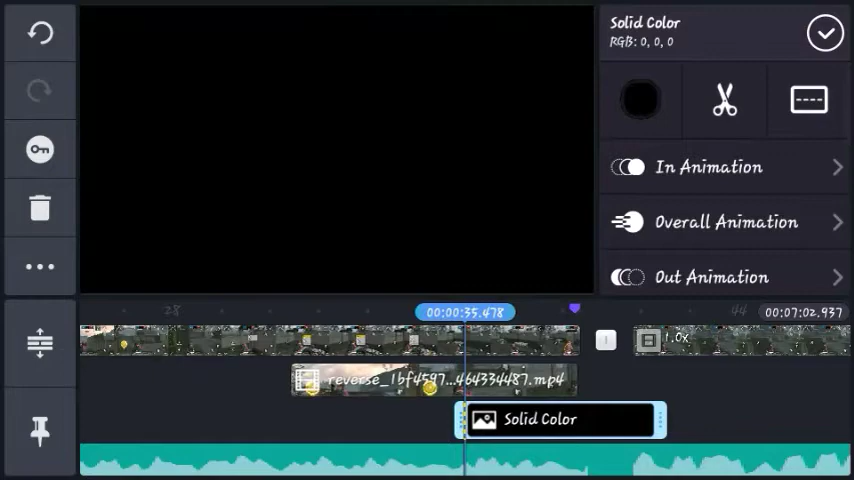 Solid Color
RGB: 0, 0, 0
In Animation
Overall Animation
Out Animation
28
00:00:35.478
44
00:07:02.937
1.0x
reverse_1bf4597...464334487.mp4
Solid Color